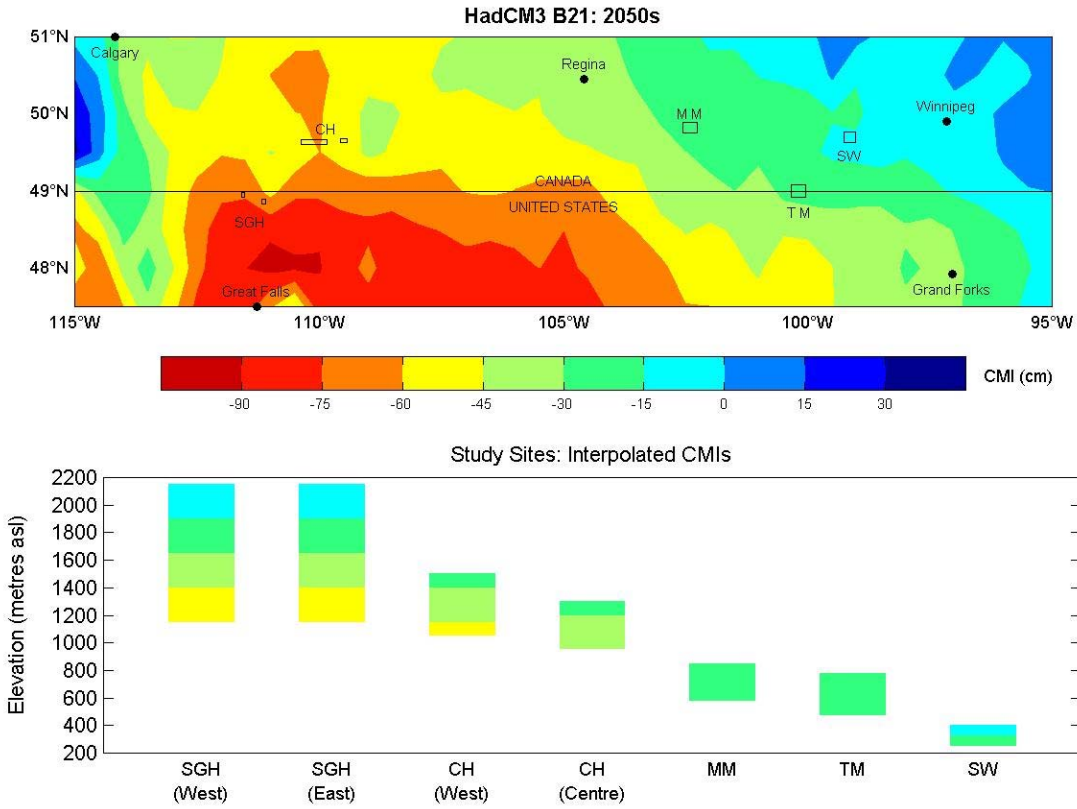 HadCM3 B21: 2050s
51°N
50°N
49°N
48°N
Calgary
Regina
M M
Winnipeg
CH
SW
CANADA
UNITED STATES
SGH
T M
Great Falls
Grand Forks
115°W 110°W 105°W 100°W 95°W
-90 -75 -60 -45 -30 -15 0 15 30
CMI (cm)
Study Sites: Interpolated CMIs
Elevation (metres asl)
2200
2000
1800
1600
1400
1200
1000
800
600
400
200
SGH SGH CH CH MM TM SW
(West) (East) (West) (Centre)